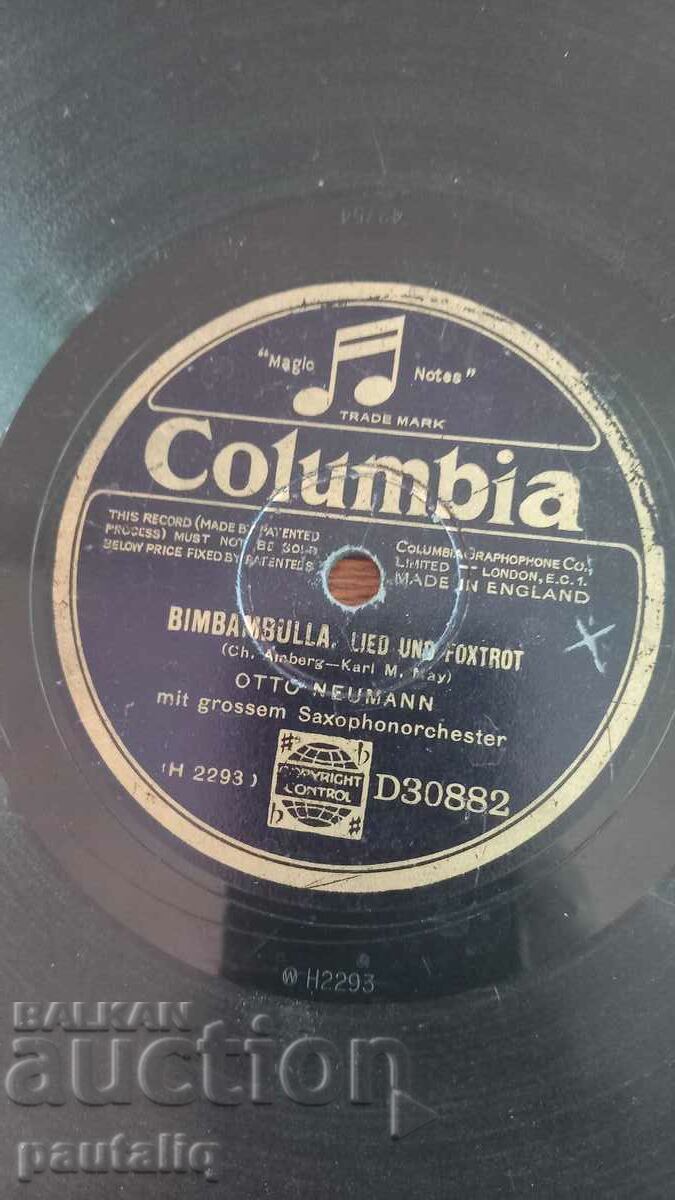 42754
"Magic Notes"
TRADE MARK
Columbia
THIS RECORD (MADE BY PATENTED
PROCESS) MUST NOT BE SOLD
BELOW PRICE FIXED BY PATENTEES
COLUMBIA GRAPHOPHONE CO.,
LIMITED — LONDON, E.C.1.
MADE IN ENGLAND
BIMBAMBULLA, LIED UND FOXTROT
(Ch. Amberg—Karl M. May)
OTTO NEUMANN
mit grossem Saxophonorchester
(H 2293)
COPYRIGHT
CONTROL
D30882
W H2293
BALKAN
auction
pautaliq